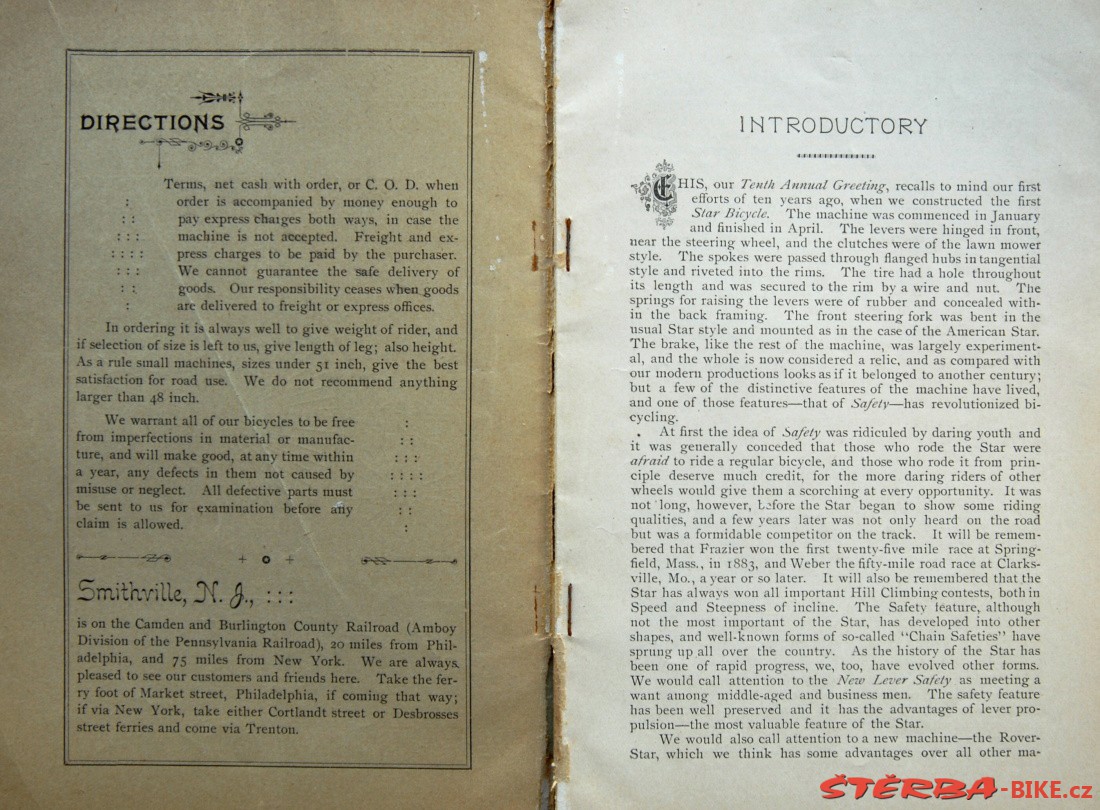 DIRECTIONS
Terms, net cash with order, or C. O. D. when
order is accompanied by money enough to
pay express charges both ways, in case the
machine is not accepted. Freight and ex-
press charges to be paid by the purchaser.
We cannot guarantee the safe delivery of
goods. Our responsibility ceases when goods
are delivered to freight or express offices.
In ordering it is always well to give weight of rider, and
if selection of size is left to us, give length of leg; also height.
As a rule small machines, sizes under 51 inch, give the best
satisfaction for road use. We do not recommend anything
larger than 48 inch.
We warrant all of our bicycles to be free
from imperfections in material or manufac-
ture, and will make good, at any time within
a year, any defects in them not caused by
misuse or neglect. All defective parts must
be sent to us for examination before any
claim is allowed.
Smithville, N. J., : : :
is on the Camden and Burlington County Railroad (Amboy
Division of the Pennsylvania Railroad), 20 miles from Phil-
adelphia, and 75 miles from New York. We are always
pleased to see our customers and friends here. Take the fer-
ry foot of Market street, Philadelphia, if coming that way;
if via New York, take either Cortlandt street or Desbrosses
street ferries and come via Trenton.
INTRODUCTORY
THIS, our Tenth Annual Greeting, recalls to mind our first
efforts of ten years ago, when we constructed the first
Star Bicycle. The machine was commenced in January
and finished in April. The levers were hinged in front,
near the steering wheel, and the clutches were of the lawn mower
style. The spokes were passed through flanged hubs in tangential
style and riveted into the rims. The tire had a hole throughout
its length and was secured to the rim by a wire and nut. The
springs for raising the levers were of rubber and concealed with-
in the back framing. The front steering fork was bent in the
usual Star style and mounted as in the case of the American Star.
The brake, like the rest of the machine, was largely experiment-
al, and the whole is now considered a relic, and as compared with
our modern productions looks as if it belonged to another century;
but a few of the distinctive features of the machine have lived,
and one of those features—that of Safety—has revolutionized bi-
cycling.
At first the idea of Safety was ridiculed by daring youth and
it was generally conceded that those who rode the Star were
afraid to ride a regular bicycle, and those who rode it from prin-
ciple deserve much credit, for the more daring riders of other
wheels would give them a scorching at every opportunity. It was
not long, however, before the Star began to show some riding
qualities, and a few years later was not only heard on the road
but was a formidable competitor on the track. It will be remem-
bered that Frazier won the first twenty-five mile race at Spring-
field, Mass., in 1883, and Weber the fifty-mile road race at Clarks-
ville, Mo., a year or so later. It will also be remembered that the
Star has always won all important Hill Climbing contests, both in
Speed and Steepness of incline. The Safety feature, although
not the most important of the Star, has developed into other
shapes, and well-known forms of so-called "Chain Safeties" have
sprung up all over the country. As the history of the Star has
been one of rapid progress, we, too, have evolved other forms.
We would call attention to the New Lever Safety as meeting a
want among middle-aged and business men. The safety feature
has been well preserved and it has the advantages of lever pro-
pulsion—the most valuable feature of the Star.
We would also call attention to a new machine—the Rover-
Star, which we think has some advantages over all other ma-
ŠTĚRBA-BIKE.cz